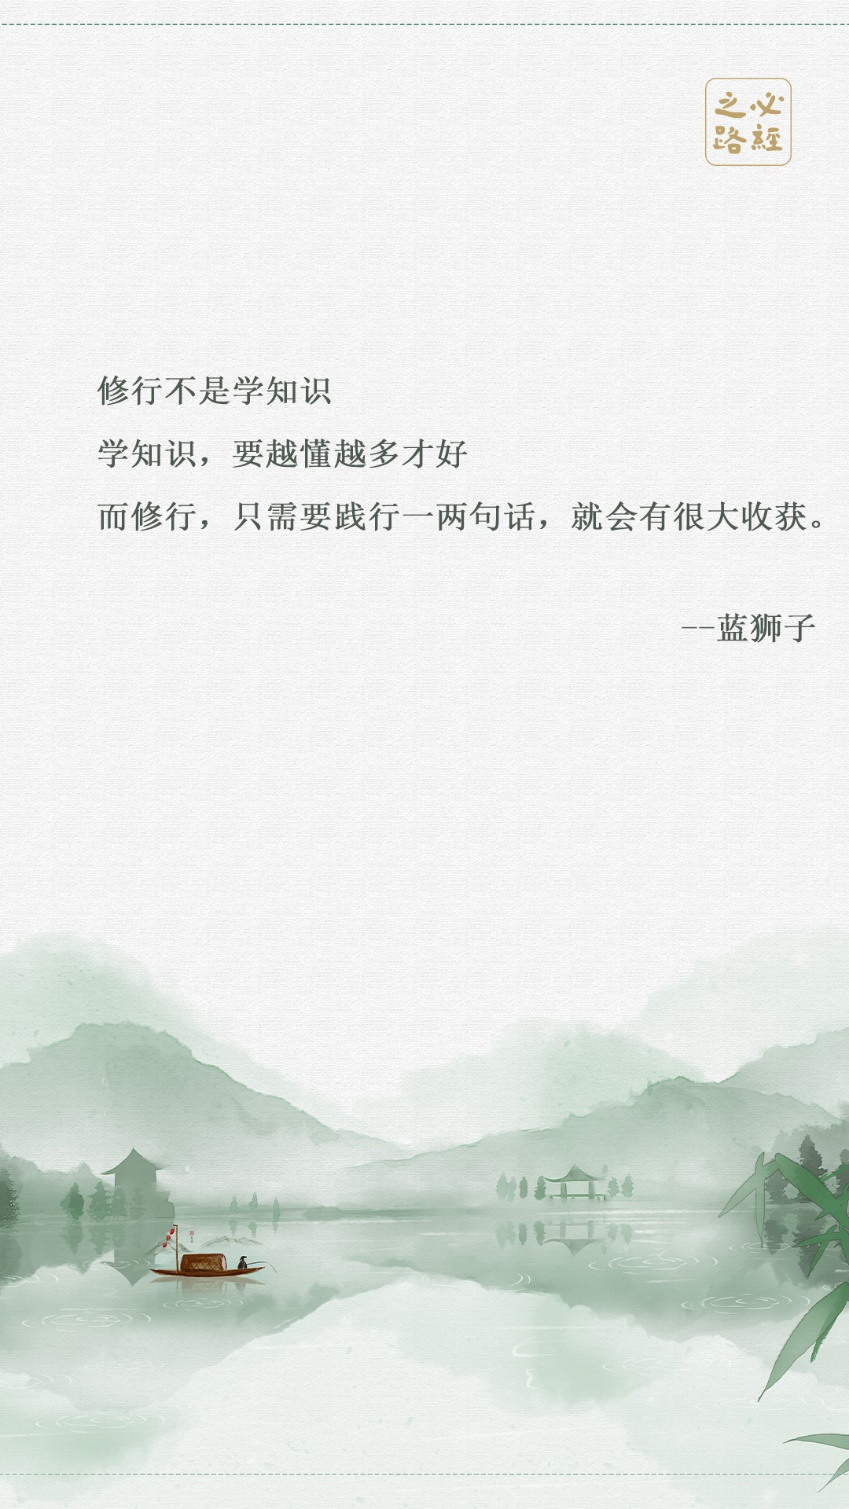 必經
之路
修行不是学知识
学知识，要越懂越多才好
而修行，只需要践行一两句话，就会有很大收获。
--蓝狮子